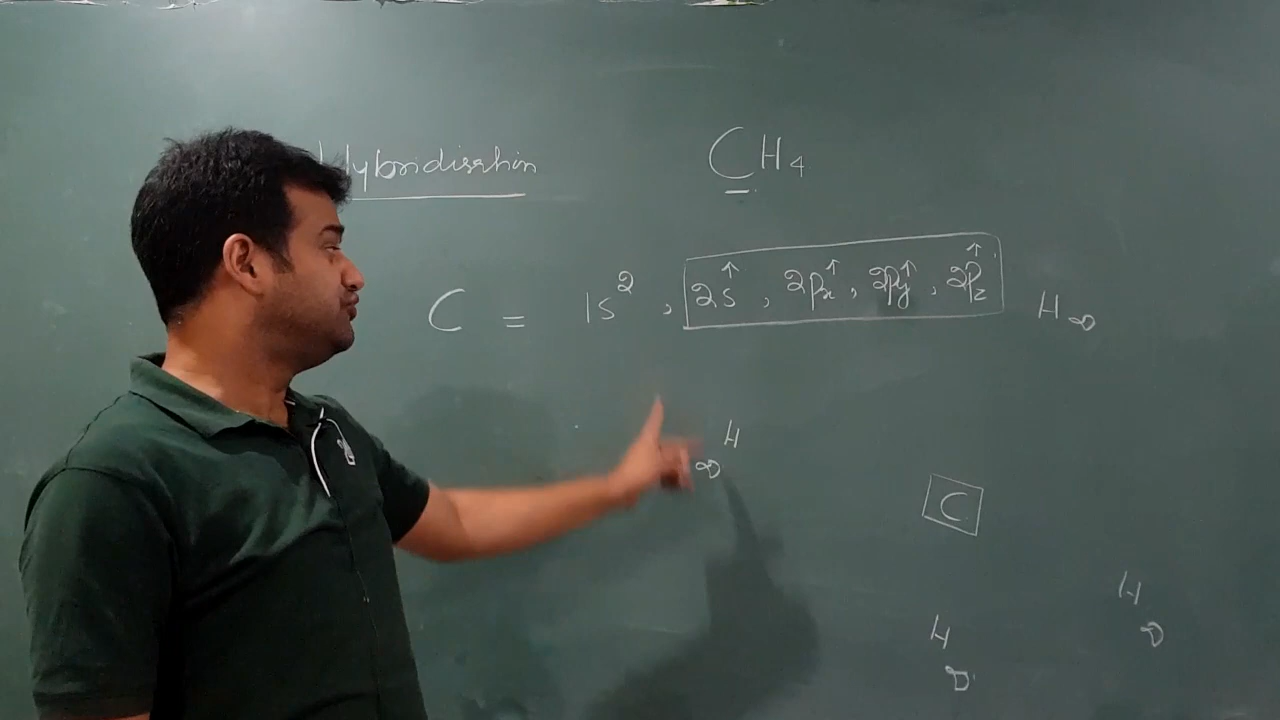 Hybridisation
CH₄
C = 1s², 2s↑, 2pₓ↑, 2py↑, 2pz↑
H
H
C
H
H